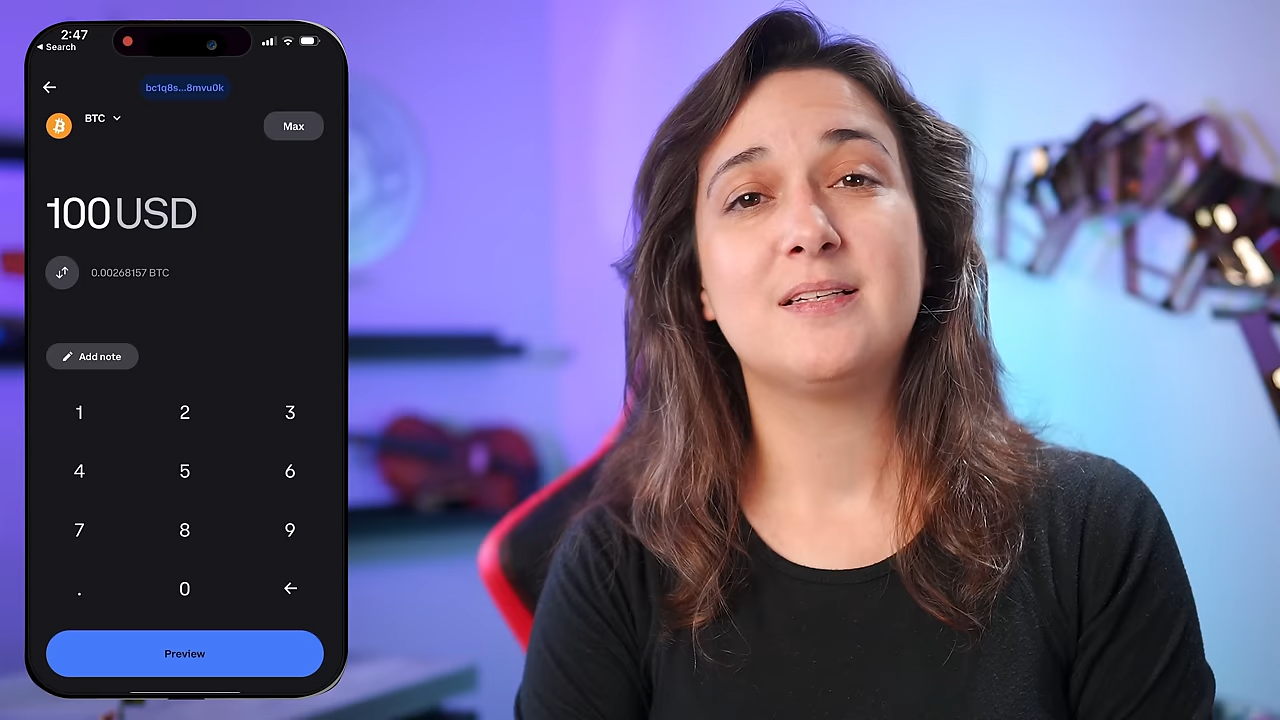 2:47
◀ Search
bc1q8s...8mvu0k
BTC
Max
100 USD
0.00268157 BTC
Add note
1 2 3
4 5 6
7 8 9
. 0
Preview